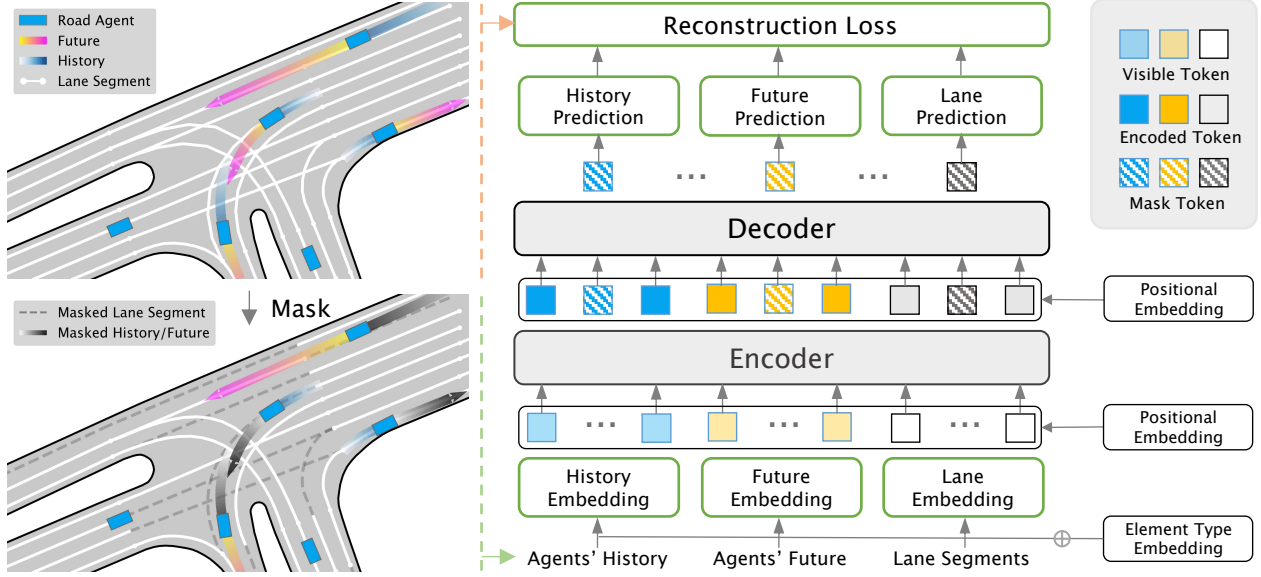 Road Agent
Future
History
Lane Segment
Mask
Masked Lane Segment
Masked History/Future
Reconstruction Loss
History
Prediction
Future
Prediction
Lane
Prediction
...
...
Decoder
Encoder
...
...
...
History
Embedding
Future
Embedding
Lane
Embedding
Agents' History
Agents' Future
Lane Segments
Visible Token
Encoded Token
Mask Token
Positional
Embedding
Positional
Embedding
Element Type
Embedding